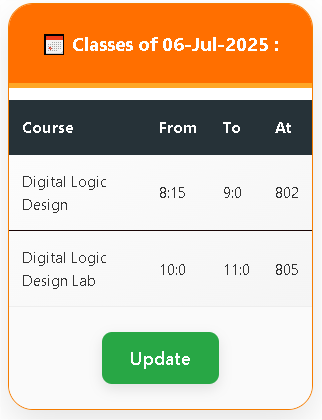 Classes of 06-Jul-2025 :
Course From To At
Digital Logic
Design 8:15 9:0 802
Digital Logic
Design Lab 10:0 11:0 805
Update